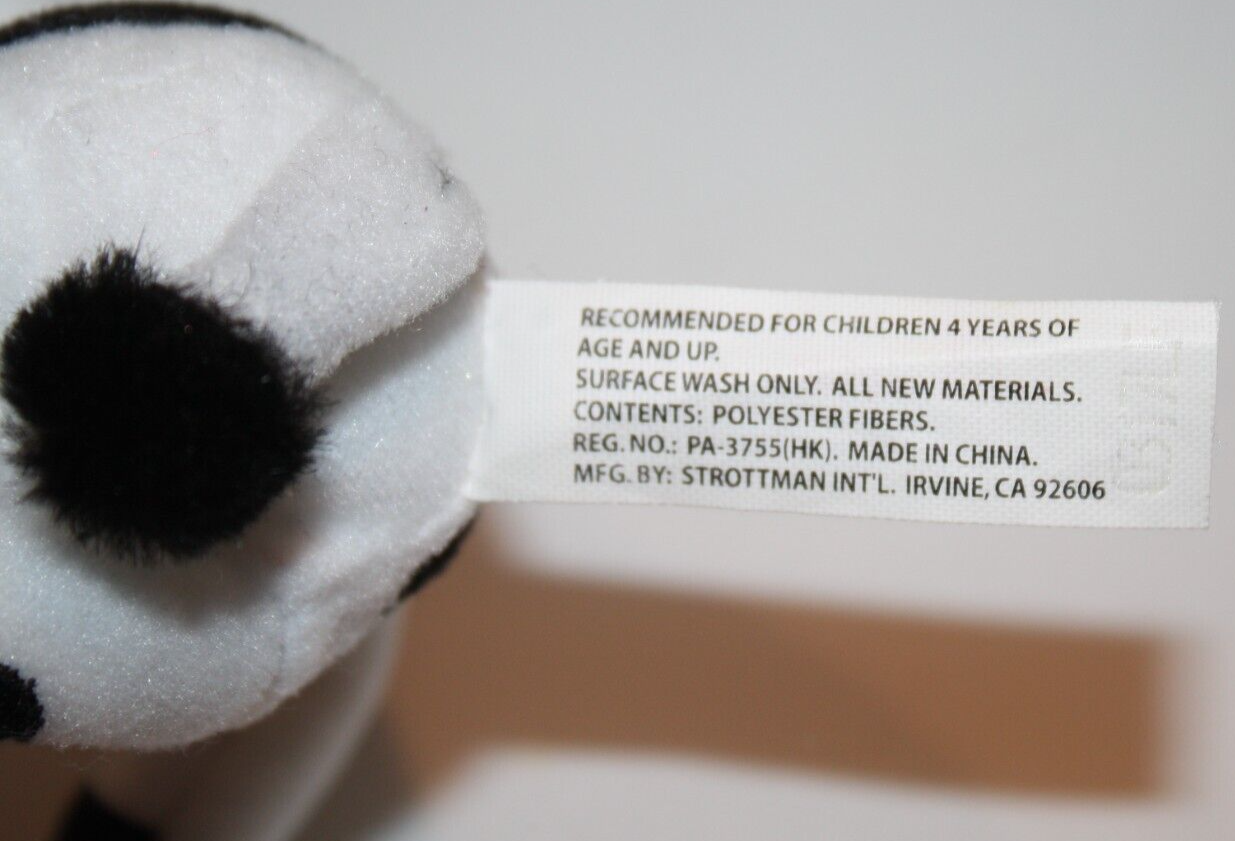 RECOMMENDED FOR CHILDREN 4 YEARS OF
AGE AND UP.
SURFACE WASH ONLY. ALL NEW MATERIALS.
CONTENTS: POLYESTER FIBERS.
REG. NO.: PA-3755(HK). MADE IN CHINA.
MFG. BY: STROTTMAN INT'L. IRVINE, CA 92606